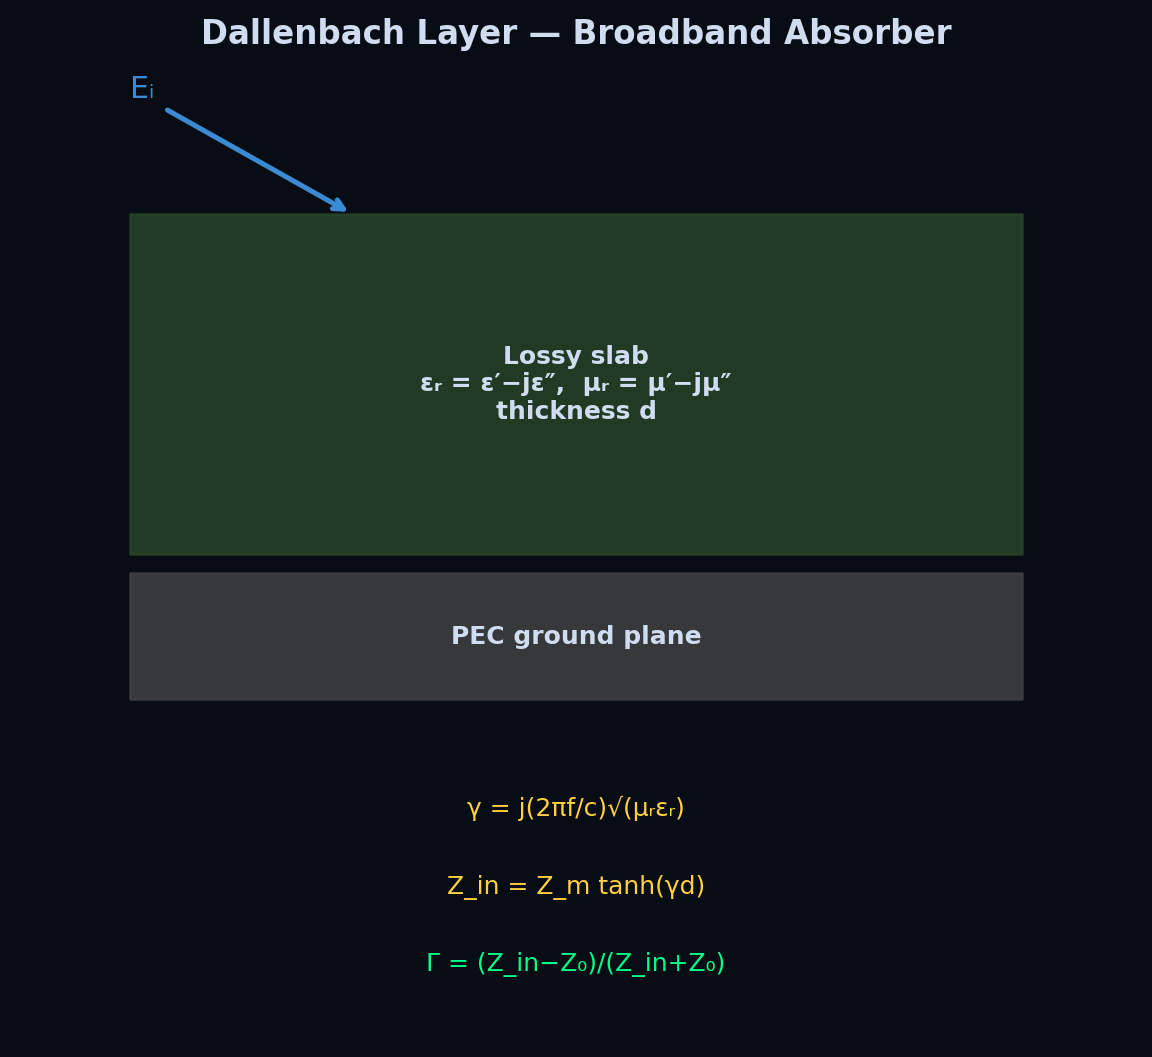 Dallenbach Layer — Broadband Absorber
Eᵢ
Lossy slab
εᵣ = ε′−jε″,  μᵣ = μ′−jμ″
thickness d
PEC ground plane
γ = j(2πf/c)√(μᵣεᵣ)
Z_in = Z_m tanh(γd)
Γ = (Z_in−Z₀)/(Z_in+Z₀)